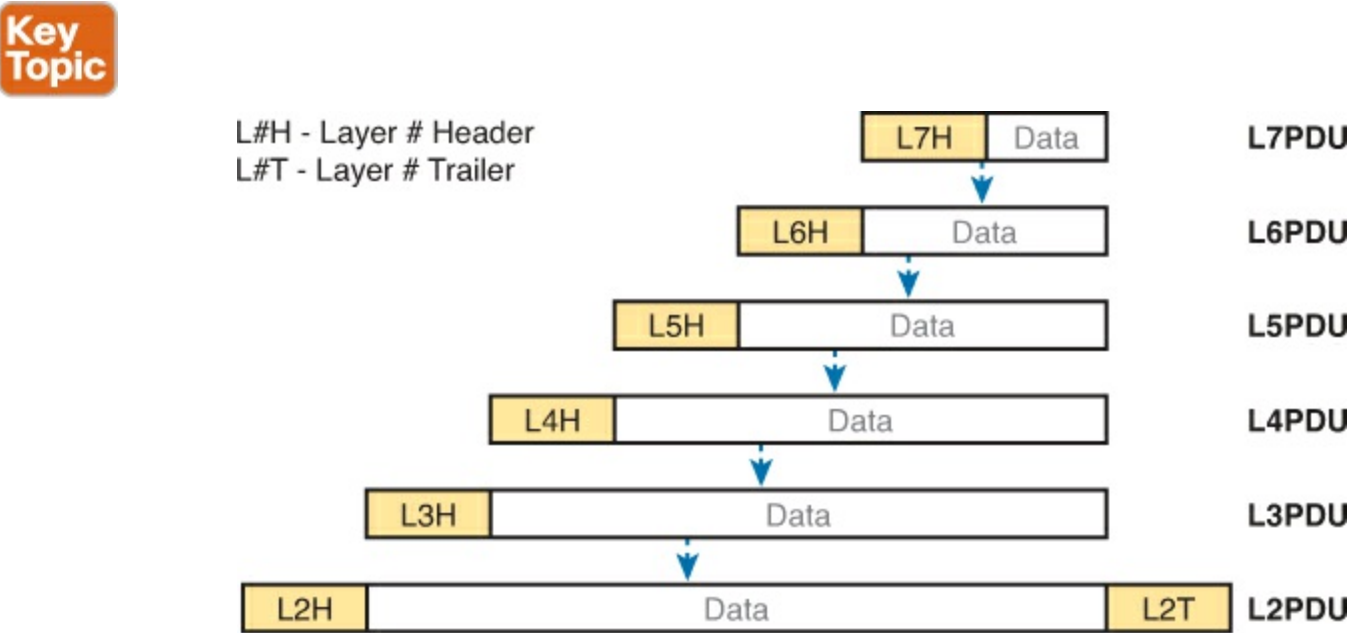 Key
Topic
L#H - Layer # Header
L#T - Layer # Trailer
L7H Data L7PDU
L6H Data L6PDU
L5H Data L5PDU
L4H Data L4PDU
L3H Data L3PDU
L2H Data L2T L2PDU